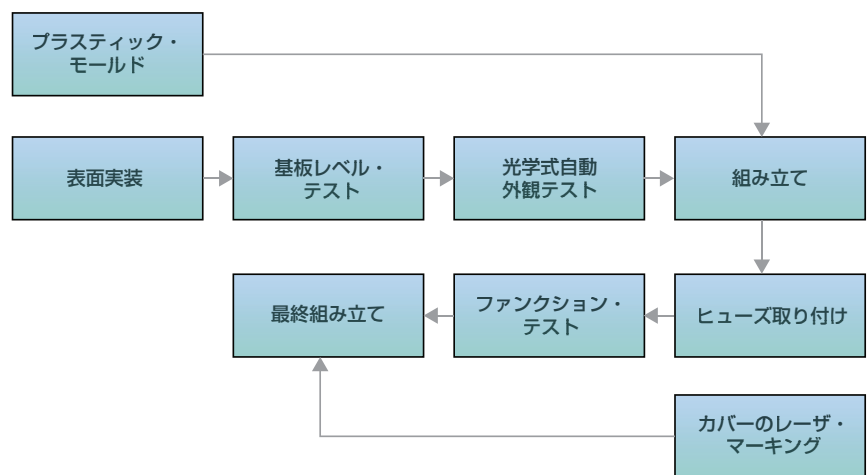 プラスティック・
モールド
表面実装
基板レベル・
テスト
光学式自動
外観テスト
組み立て
最終組み立て
ファンクション・
テスト
ヒューズ取り付け
カバーのレーザ・
マーキング